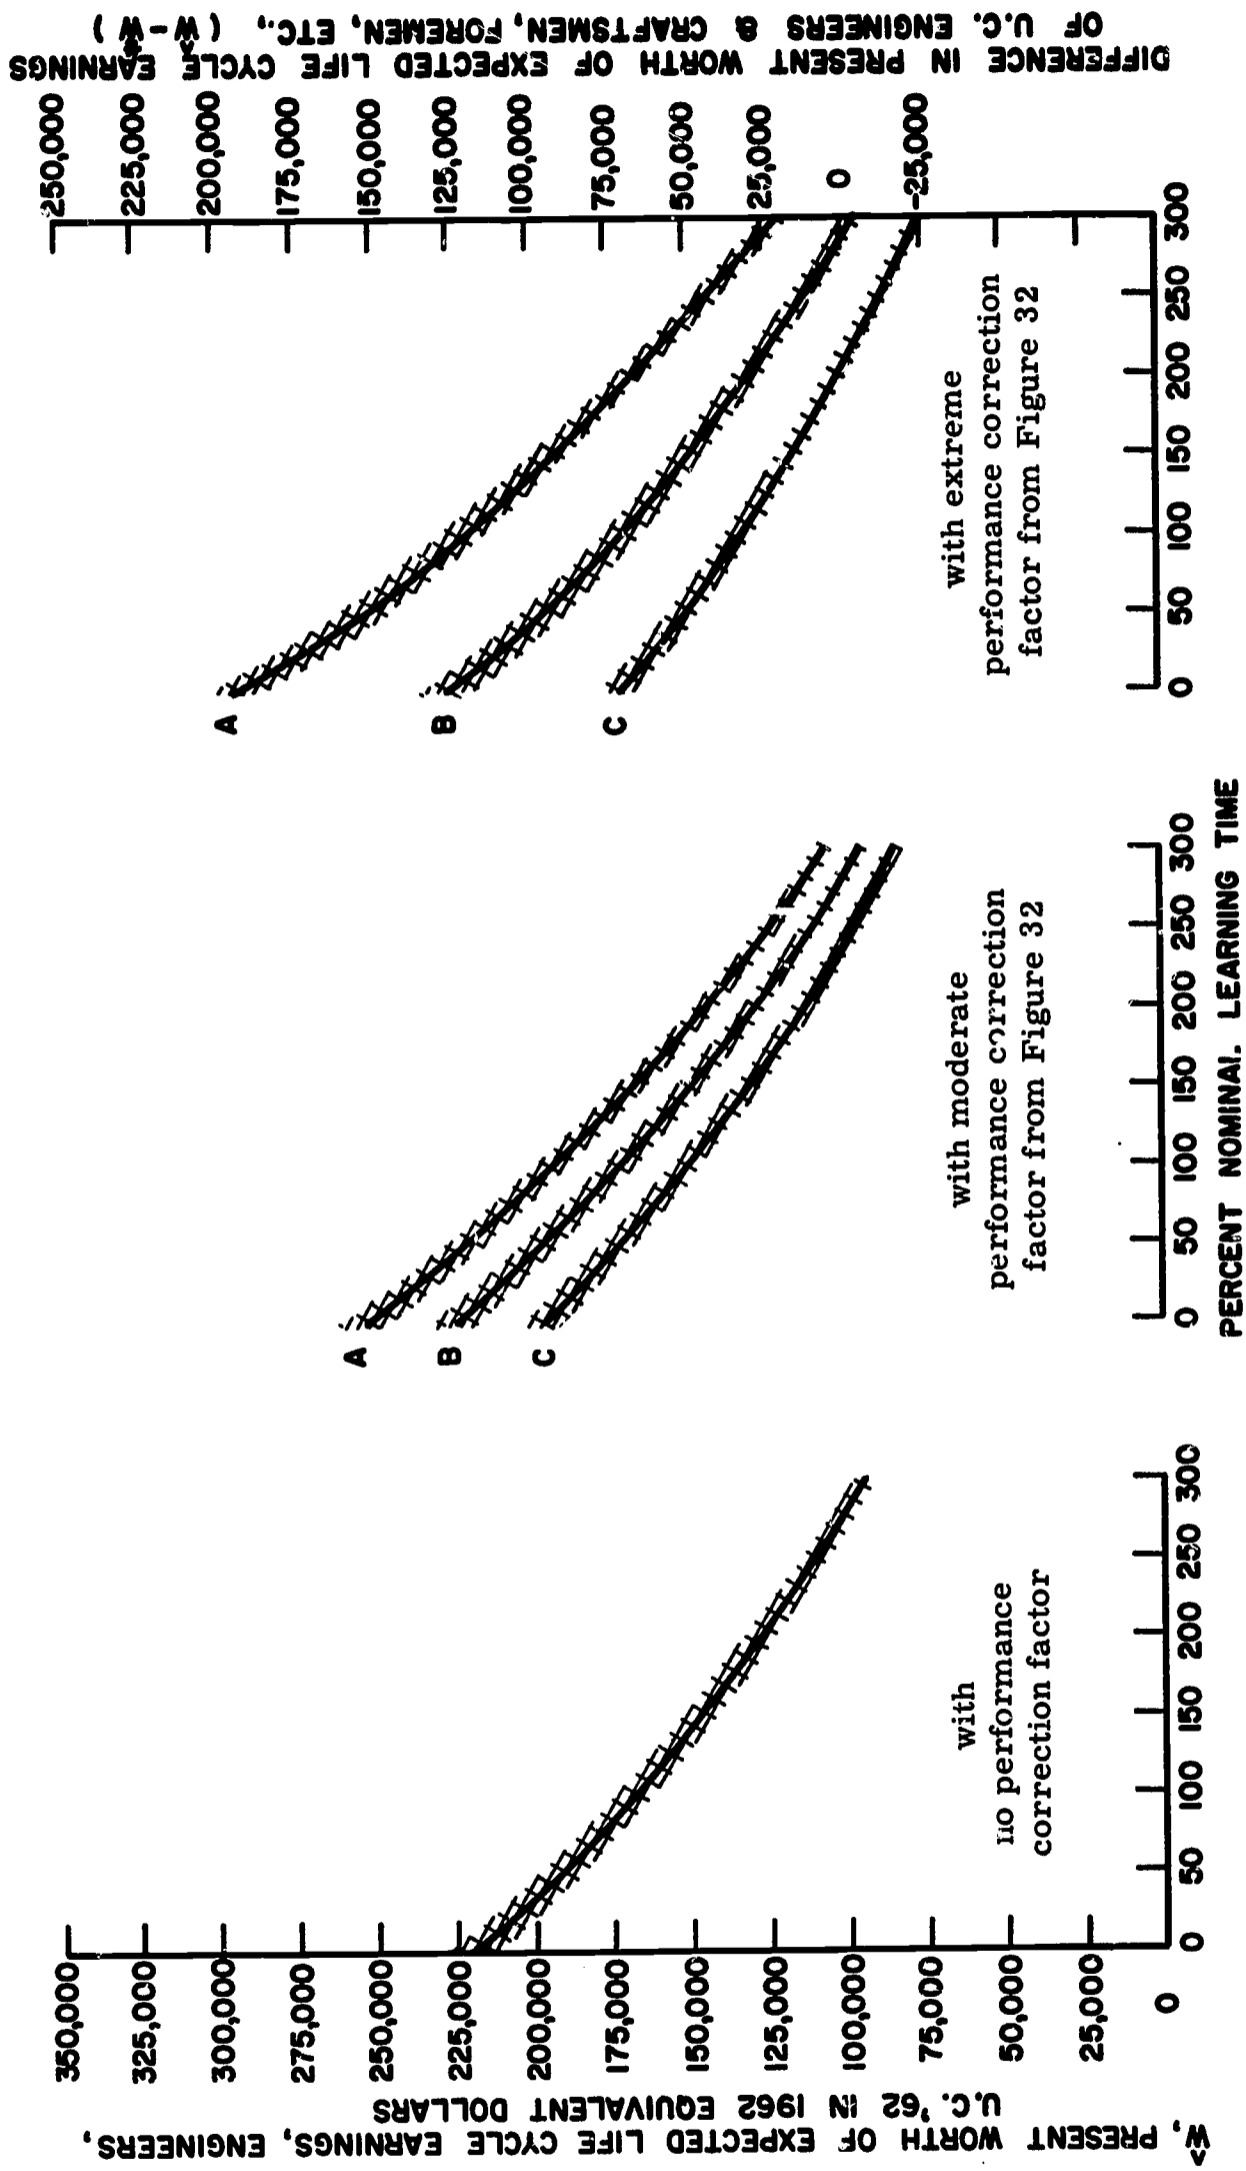 Ŵ, PRESENT WORTH OF EXPECTED LIFE CYCLE EARNINGS, ENGINEERS,
U.C. '62 IN 1962 EQUIVALENT DOLLARS
350,000
325,000
300,000
275,000
250,000
225,000
200,000
175,000
150,000
125,000
100,000
75,000
50,000
25,000
0
0 50 100 150 200 250 300
with
no performance
correction factor
A
B
C
with moderate
performance correction
factor from Figure 32
0 50 100 150 200 250 300
PERCENT NOMINAL LEARNING TIME
A
B
C
with extreme
performance correction
factor from Figure 32
0 50 100 150 200 250 300
250,000
225,000
200,000
175,000
150,000
125,000
100,000
75,000
50,000
25,000
0
-25,000
DIFFERENCE IN PRESENT WORTH OF EXPECTED LIFE CYCLE EARNINGS
OF U.C. ENGINEERS & CRAFTSMEN, FOREMEN, ETC., (Ŵ-Ŵ)